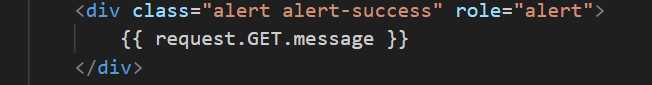 <div class="alert alert-success" role="alert">
{{ request.GET.message }}
</div>